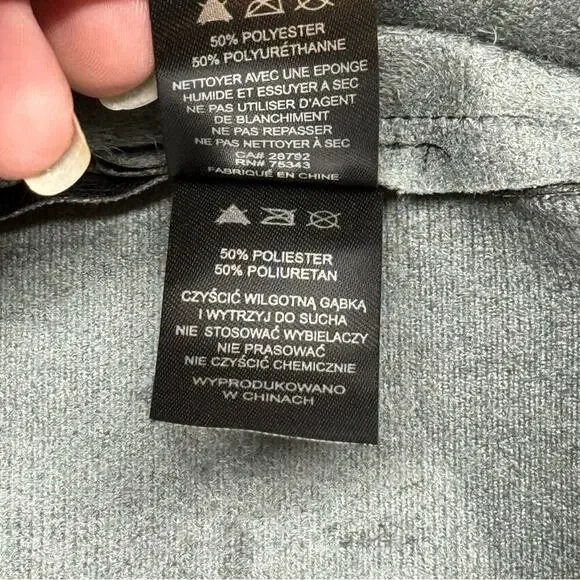 50% POLYESTER
50% POLYURÉTHANNE
NETTOYER AVEC UNE EPONGE
HUMIDE ET ESSUYER A SEC
NE PAS UTILISER D'AGENT
DE BLANCHIMENT
NE PAS REPASSER
NE PAS NETTOYER À SEC
CA# 28792
RN# 75343
FABRIQUÉ EN CHINE
50% POLIESTER
50% POLIURETAN
CZYŚCIĆ WILGOTNĄ GĄBKĄ
I WYTRZYJ DO SUCHA
NIE STOSOWAĆ WYBIELACZY
NIE PRASOWAĆ
NIE CZYŚCIĆ CHEMICZNIE
WYPRODUKOWANO
W CHINACH